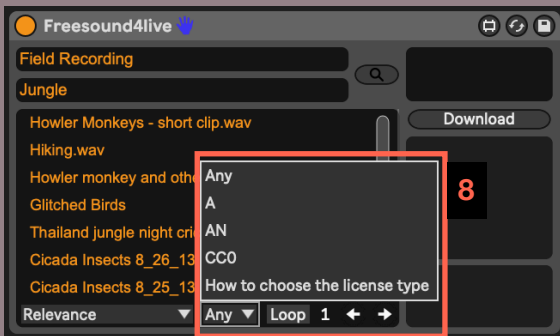 Freesound4live
Field Recording
Jungle
Download
Howler Monkeys - short clip.wav
Hiking.wav
Howler monkey and othe
Glitched Birds
Thailand jungle night cri
Cicada Insects 8_26_13
Cicada Insects 8_25_13
Any
A
AN
CC0
How to choose the license type
8
Relevance
Any
Loop
1